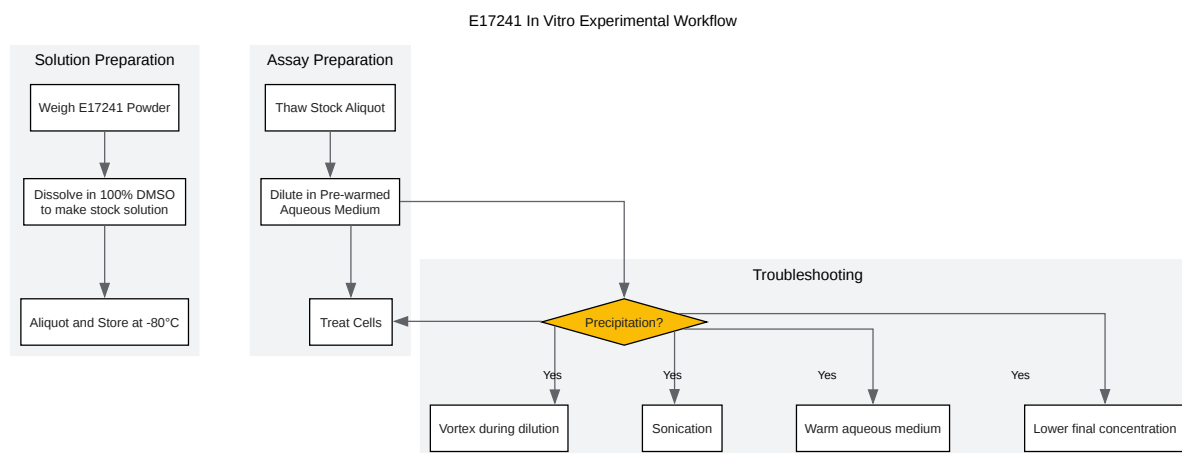 E17241 In Vitro Experimental Workflow
Solution Preparation
Weigh E17241 Powder
Dissolve in 100% DMSO
to make stock solution
Aliquot and Store at -80°C
Assay Preparation
Thaw Stock Aliquot
Dilute in Pre-warmed
Aqueous Medium
Treat Cells
Troubleshooting
Precipitation?
Yes
Yes
Yes
Yes
Vortex during dilution
Sonication
Warm aqueous medium
Lower final concentration